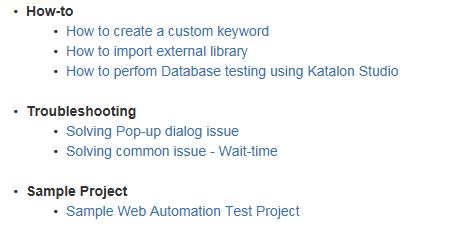 How-to
How to create a custom keyword
How to import external library
How to perfom Database testing using Katalon Studio
Troubleshooting
Solving Pop-up dialog issue
Solving common issue - Wait-time
Sample Project
Sample Web Automation Test Project